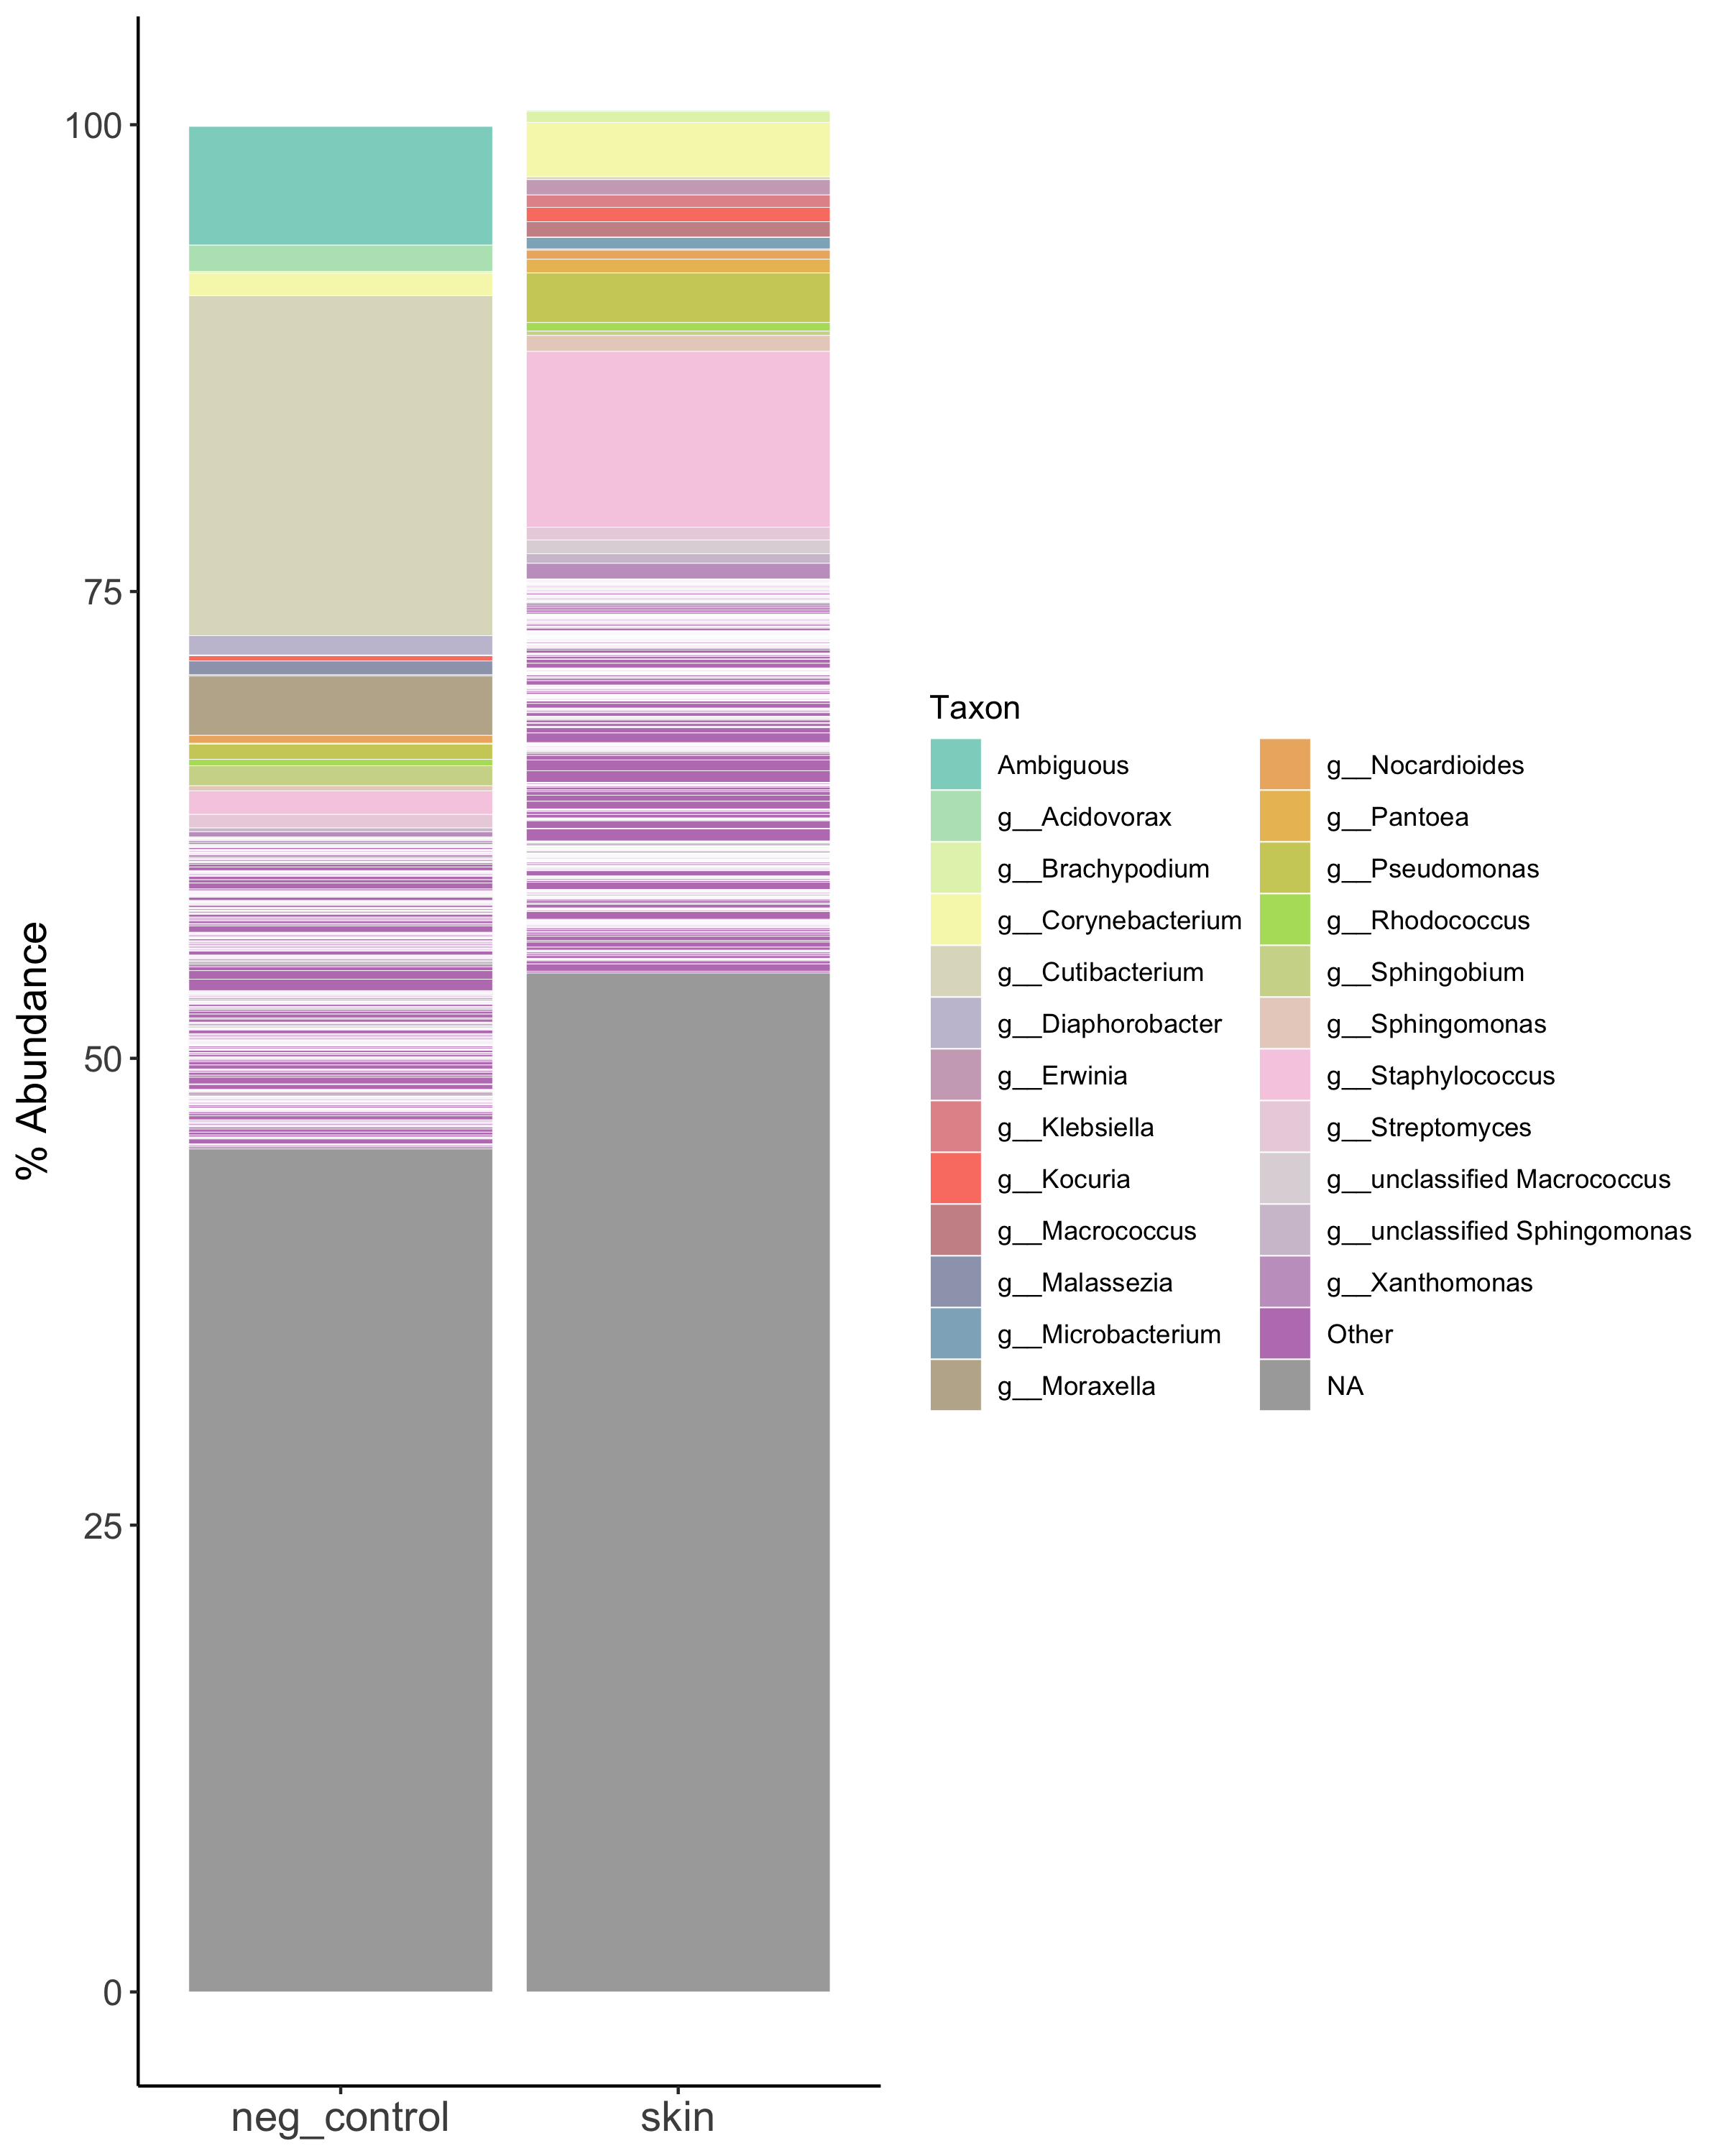 % Abundance
100
75
50
25
0
neg_control
skin
Taxon
Ambiguous
g__Acidovorax
g__Brachypodium
g__Corynebacterium
g__Cutibacterium
g__Diaphorobacter
g__Erwinia
g__Klebsiella
g__Kocuria
g__Macrococcus
g__Malassezia
g__Microbacterium
g__Moraxella
g__Nocardioides
g__Pantoea
g__Pseudomonas
g__Rhodococcus
g__Sphingobium
g__Sphingomonas
g__Staphylococcus
g__Streptomyces
g__unclassified Macrococcus
g__unclassified Sphingomonas
g__Xanthomonas
Other
NA